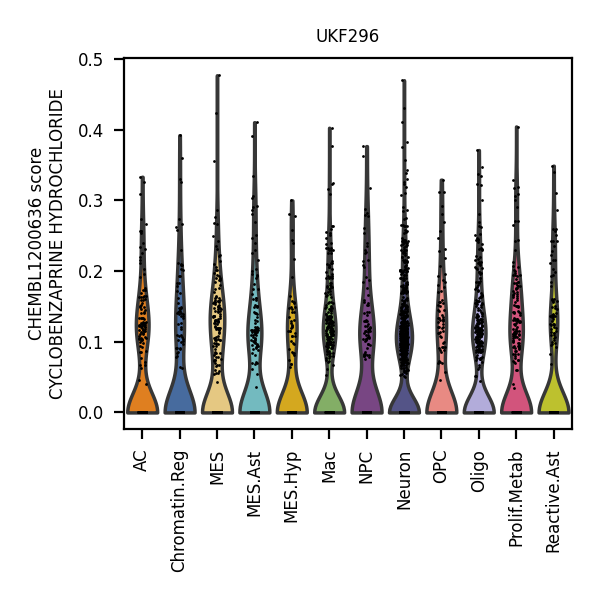 UKF296
CHEMBL1200636 score
CYCLOBENZAPRINE HYDROCHLORIDE
0.5
0.4
0.3
0.2
0.1
0.0
AC
Chromatin.Reg
MES
MES.Ast
MES.Hyp
Mac
NPC
Neuron
OPC
Oligo
Prolif.Metab
Reactive.Ast